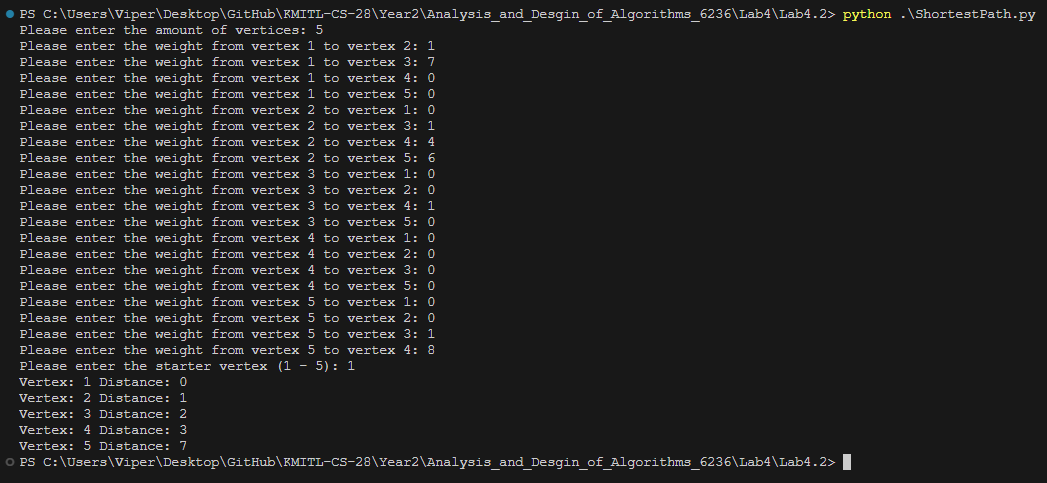 PS C:\Users\Viper\Desktop\GitHub\KMITL-CS-28\Year2\Analysis_and_Desgin_of_Algorithms_6236\Lab4\Lab4.2> python .\ShortestPath.py
Please enter the amount of vertices: 5
Please enter the weight from vertex 1 to vertex 2: 1
Please enter the weight from vertex 1 to vertex 3: 7
Please enter the weight from vertex 1 to vertex 4: 0
Please enter the weight from vertex 1 to vertex 5: 0
Please enter the weight from vertex 2 to vertex 1: 0
Please enter the weight from vertex 2 to vertex 3: 1
Please enter the weight from vertex 2 to vertex 4: 4
Please enter the weight from vertex 2 to vertex 5: 6
Please enter the weight from vertex 3 to vertex 1: 0
Please enter the weight from vertex 3 to vertex 2: 0
Please enter the weight from vertex 3 to vertex 4: 1
Please enter the weight from vertex 3 to vertex 5: 0
Please enter the weight from vertex 4 to vertex 1: 0
Please enter the weight from vertex 4 to vertex 2: 0
Please enter the weight from vertex 4 to vertex 3: 0
Please enter the weight from vertex 4 to vertex 5: 0
Please enter the weight from vertex 5 to vertex 1: 0
Please enter the weight from vertex 5 to vertex 2: 0
Please enter the weight from vertex 5 to vertex 3: 1
Please enter the weight from vertex 5 to vertex 4: 8
Please enter the starter vertex (1 - 5): 1
Vertex: 1 Distance: 0
Vertex: 2 Distance: 1
Vertex: 3 Distance: 2
Vertex: 4 Distance: 3
Vertex: 5 Distance: 7
PS C:\Users\Viper\Desktop\GitHub\KMITL-CS-28\Year2\Analysis_and_Desgin_of_Algorithms_6236\Lab4\Lab4.2>